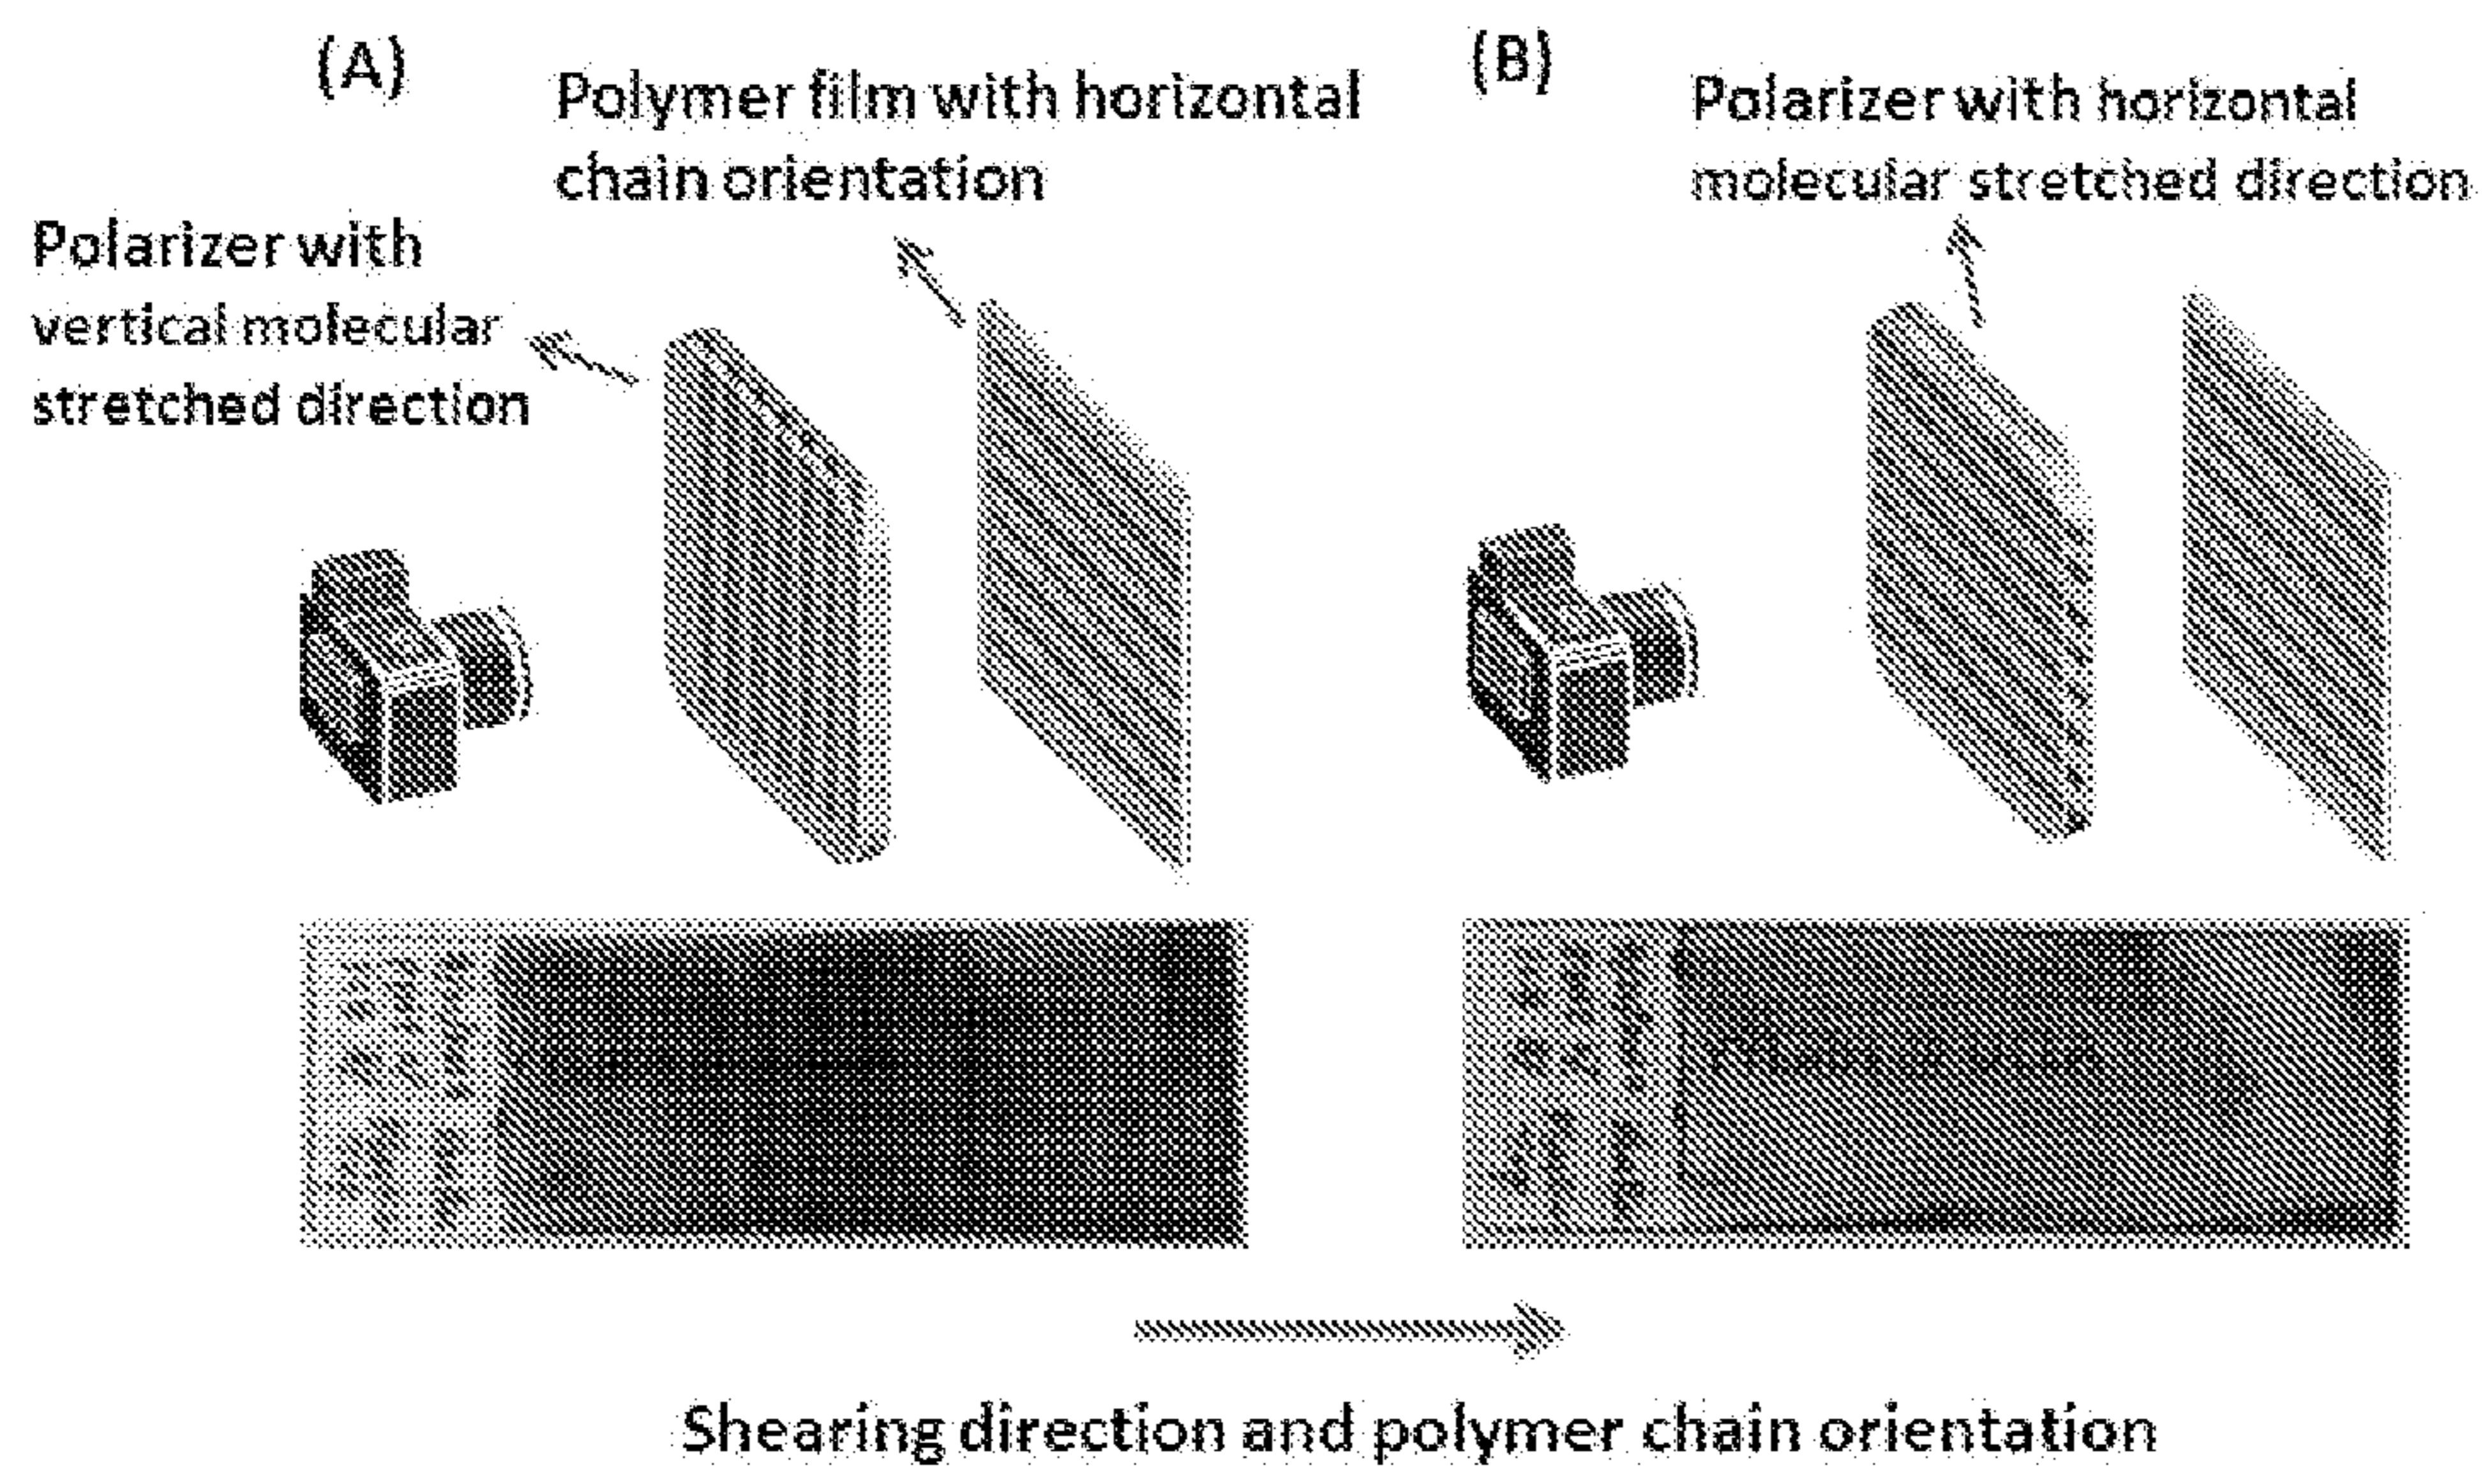 (A)
Polymer film with horizontal
chain orientation
Polarizer with
vertical molecular
stretched direction
(B)
Polarizer with horizontal
molecular stretched direction
Shearing direction and polymer chain orientation